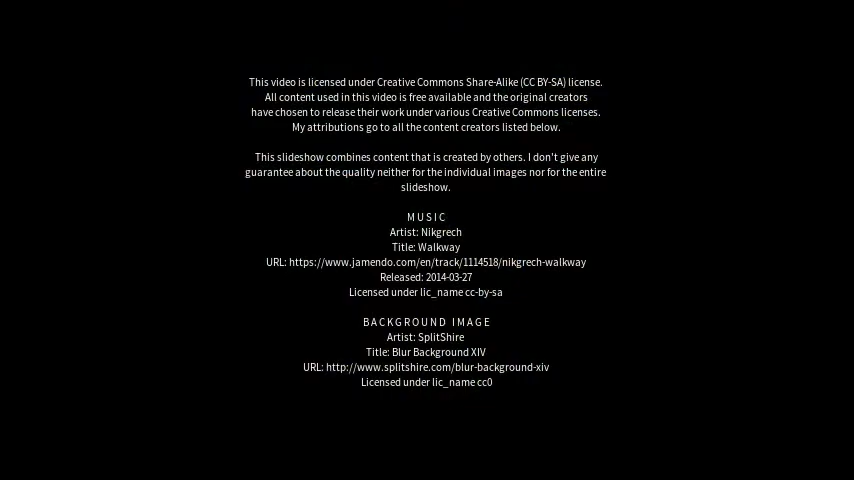 This video is licensed under Creative Commons Share-Alike (CC BY-SA) license.
All content used in this video is free available and the original creators
have chosen to release their work under various Creative Commons licenses.
My attributions go to all the content creators listed below.
This slideshow combines content that is created by others. I don't give any
guarantee about the quality neither for the individual images nor for the entire
slideshow.
M U S I C
Artist: Nikgrech
Title: Walkway
URL: https://www.jamendo.com/en/track/1114518/nikgrech-walkway
Released: 2014-03-27
Licensed under lic_name cc-by-sa
B A C K G R O U N D   I M A G E
Artist: SplitShire
Title: Blur Background XIV
URL: http://www.splitshire.com/blur-background-xiv
Licensed under lic_name cc0